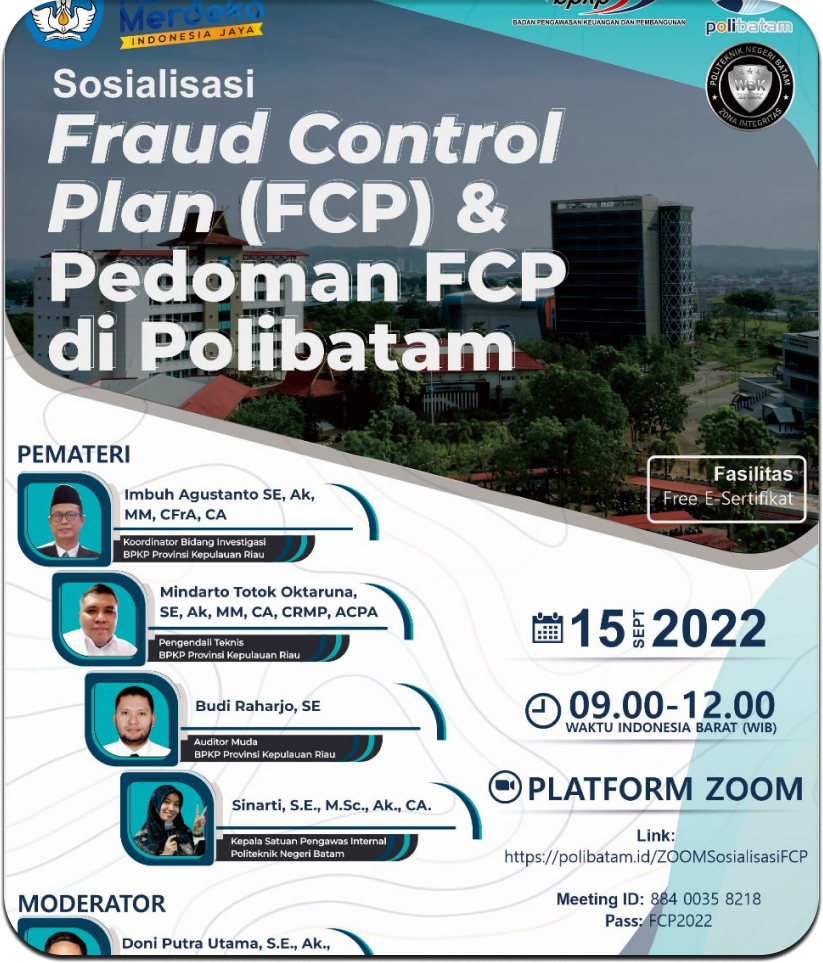 Merdeka
INDONESIA JAYA
bpkp
BADAN PENGAWASAN KEUANGAN DAN PEMBANGUNAN
polibatam
POLITEKNIK NEGERI BATAM
WBK
ZONA INTEGRITAS
Sosialisasi
Fraud Control
Plan (FCP) &
Pedoman FCP
di Polibatam
Fasilitas
Free E-Sertifikat
PEMATERI
Imbuh Agustanto SE, Ak,
MM, CFrA, CA
Koordinator Bidang Investigasi
BPKP Provinsi Kepulauan Riau
Mindarto Totok Oktaruna,
SE, Ak, MM, CA, CRMP, ACPA
Pengendali Teknis
BPKP Provinsi Kepulauan Riau
Budi Raharjo, SE
Auditor Muda
BPKP Provinsi Kepulauan Riau
Sinarti, S.E., M.Sc., Ak., CA.
Kepala Satuan Pengawas Internal
Politeknik Negeri Batam
15 SEPT 2022
09.00-12.00
WAKTU INDONESIA BARAT (WIB)
PLATFORM ZOOM
Link:
https://polibatam.id/ZOOMSosialisasiFCP
Meeting ID: 884 0035 8218
Pass: FCP2022
MODERATOR
Doni Putra Utama, S.E., Ak.,